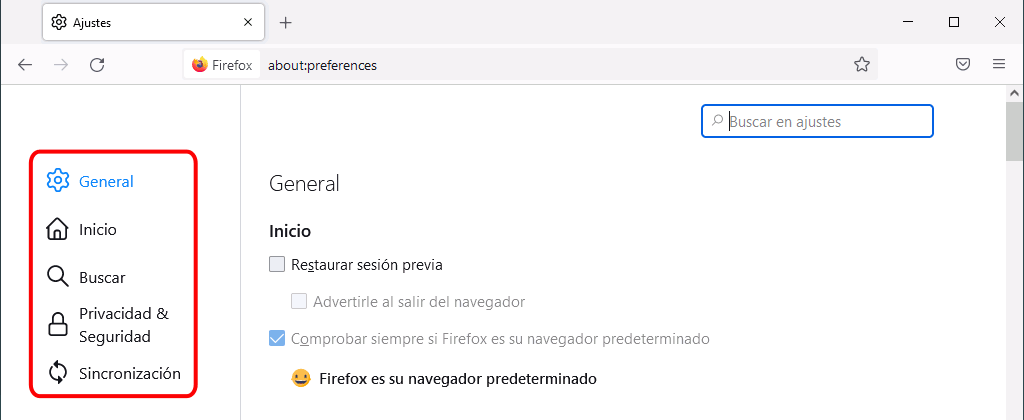 Ajustes
Firefox
about:preferences
Buscar en ajustes
General
Inicio
Buscar
Privacidad &
Seguridad
Sincronización
General
Inicio
Restaurar sesión previa
Advertirle al salir del navegador
Comprobar siempre si Firefox es su navegador predeterminado
Firefox es su navegador predeterminado